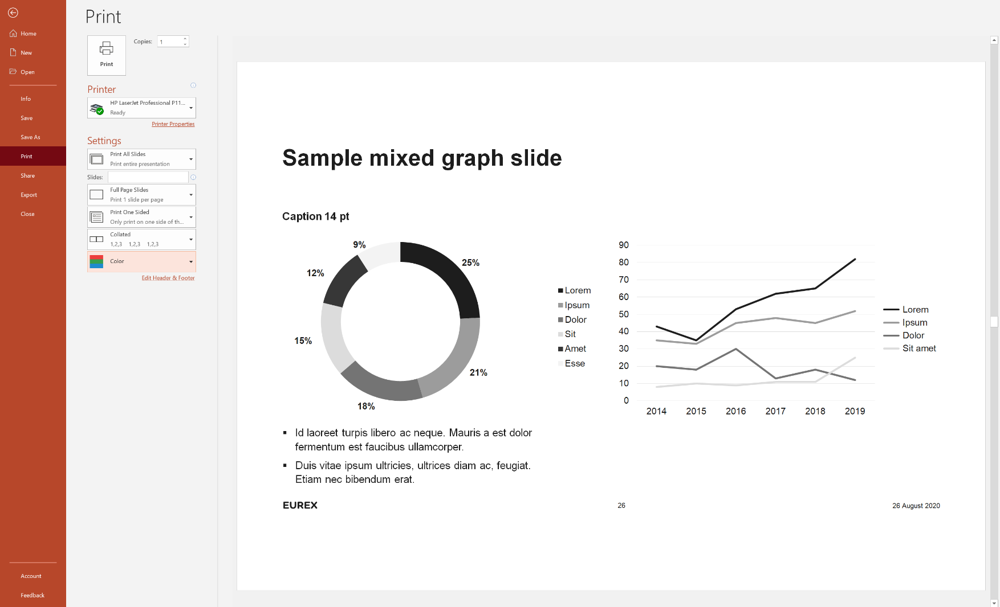 Print
Home
New
Open
Info
Save
Save As
Print
Share
Export
Close
Account
Feedback
Print
Copies: 1
Printer
HP LaserJet Professional P11...
Ready
Printer Properties
Settings
Print All Slides
Print entire presentation
Slides:
Full Page Slides
Print 1 slide per page
Print One Sided
Only print on one side of th...
Collated
1,2,3 1,2,3 1,2,3
Color
Edit Header & Footer
Sample mixed graph slide
Caption 14 pt
9%
25%
12%
15%
21%
18%
Lorem
Ipsum
Dolor
Sit
Amet
Esse
90
80
70
60
50
40
30
20
10
0
2014 2015 2016 2017 2018 2019
Lorem
Ipsum
Dolor
Sit amet
▪ Id laoreet turpis libero ac neque. Mauris a est dolor
fermentum est faucibus ullamcorper.
▪ Duis vitae ipsum ultricies, ultrices diam ac, feugiat.
Etiam nec bibendum erat.
EUREX
26
26 August 2020